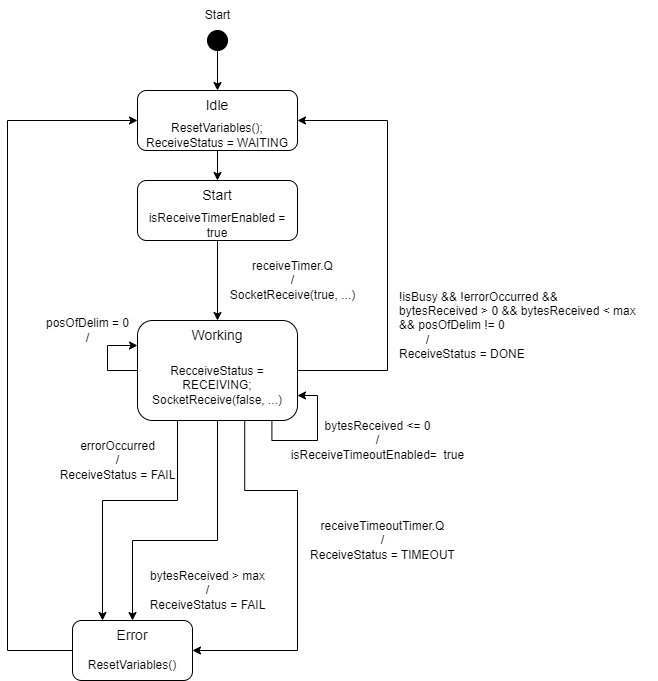 Start
Idle
ResetVariables();
ReceiveStatus = WAITING
Start
isReceiveTimerEnabled =
true
receiveTimer.Q
/
SocketReceive(true, ...)
!isBusy && !errorOccurred &&
bytesReceived > 0 && bytesReceived < max
&& posOfDelim != 0
/
ReceiveStatus = DONE
posOfDelim = 0
/
Working
RecceiveStatus =
RECEIVING;
SocketReceive(false, ...)
bytesReceived <= 0
/
isReceiveTimeoutEnabled=  true
errorOccurred
/
ReceiveStatus = FAIL
receiveTimeoutTimer.Q
/
ReceiveStatus = TIMEOUT
bytesReceived > max
/
ReceiveStatus = FAIL
Error
ResetVariables()